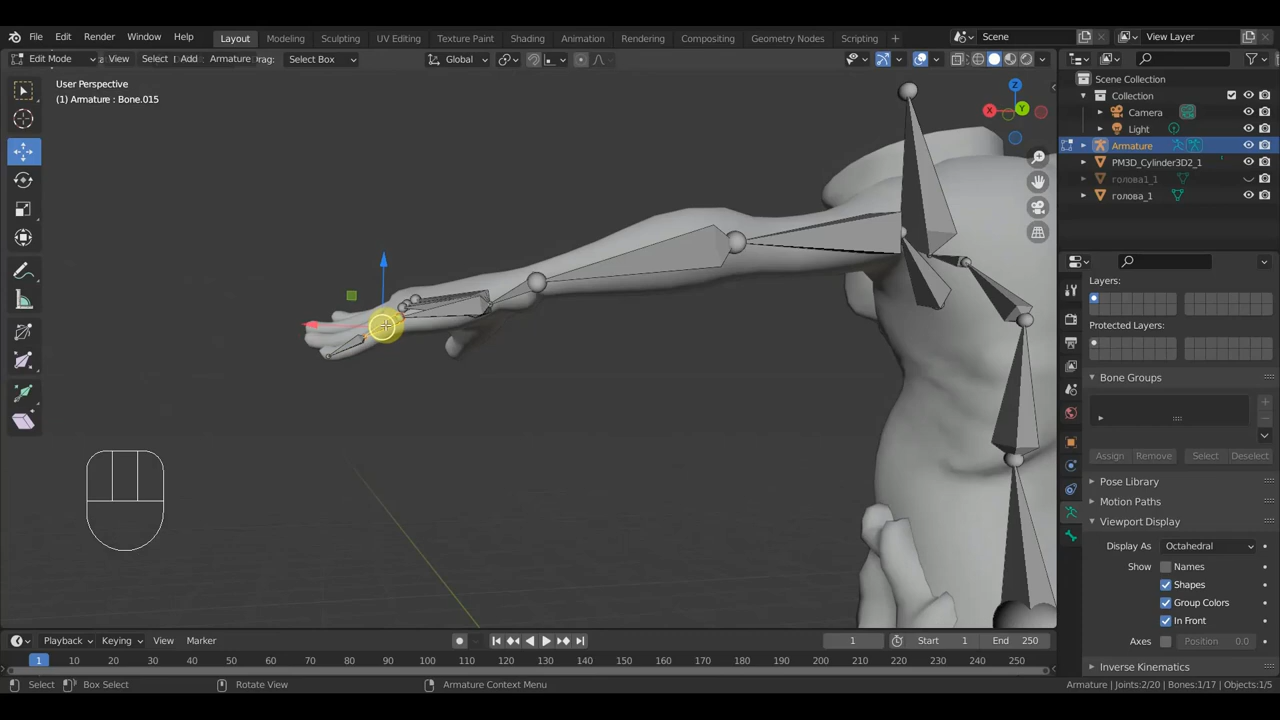 File Edit Render Window Help Layout Modeling Sculpting UV Editing Texture Paint Shading Animation Rendering Compositing Geometry Nodes Scripting + Scene View Layer
Edit Mode View Select Add Armature Drag: Select Box Global
User Perspective
(1) Armature : Bone.015
X
Y
Z
Scene Collection
Collection
Camera
Light
Armature
PM3D_Cylinder3D2_1
голова1_1
голова_1
Layers:
Protected Layers:
Bone Groups
Assign Remove Select Deselect
Pose Library
Motion Paths
Viewport Display
Display As Octahedral
Show Names
Shapes
Group Colors
In Front
Axes Position 0.0
Inverse Kinematics
Playback Keying View Marker 1 Start 1 End 250
1 10 20 30 40 50 60 70 80 90 100 110 120 130 140 150 160 170 180 190 200 210 220 230 240 250
Select Box Select Rotate View Armature Context Menu Armature | Joints:2/20 | Bones:1/17 | Objects:1/5